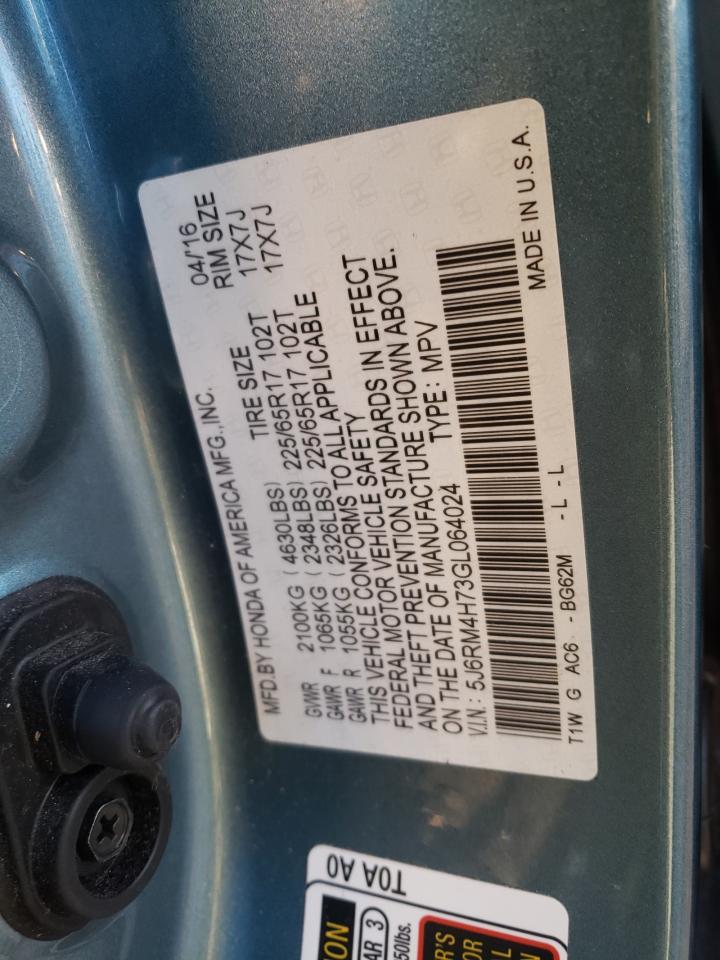 MFD.BY HONDA OF AMERICA MFG.,INC. 04/'16
TIRE SIZE RIM SIZE
GVWR 2100KG ( 4630LBS) 225/65R17 102T 17X7J
GAWR F 1065KG ( 2348LBS) 225/65R17 102T 17X7J
GAWR R 1055KG ( 2326LBS)
THIS VEHICLE CONFORMS TO ALL APPLICABLE
FEDERAL MOTOR VEHICLE SAFETY
AND THEFT PREVENTION STANDARDS IN EFFECT
ON THE DATE OF MANUFACTURE SHOWN ABOVE.
V.I.N.: 5J6RM4H73GL064024 TYPE: MPV
T1W G AC6 - BG62M - L - L MADE IN U.S.A.
T0A A0
50lbs.